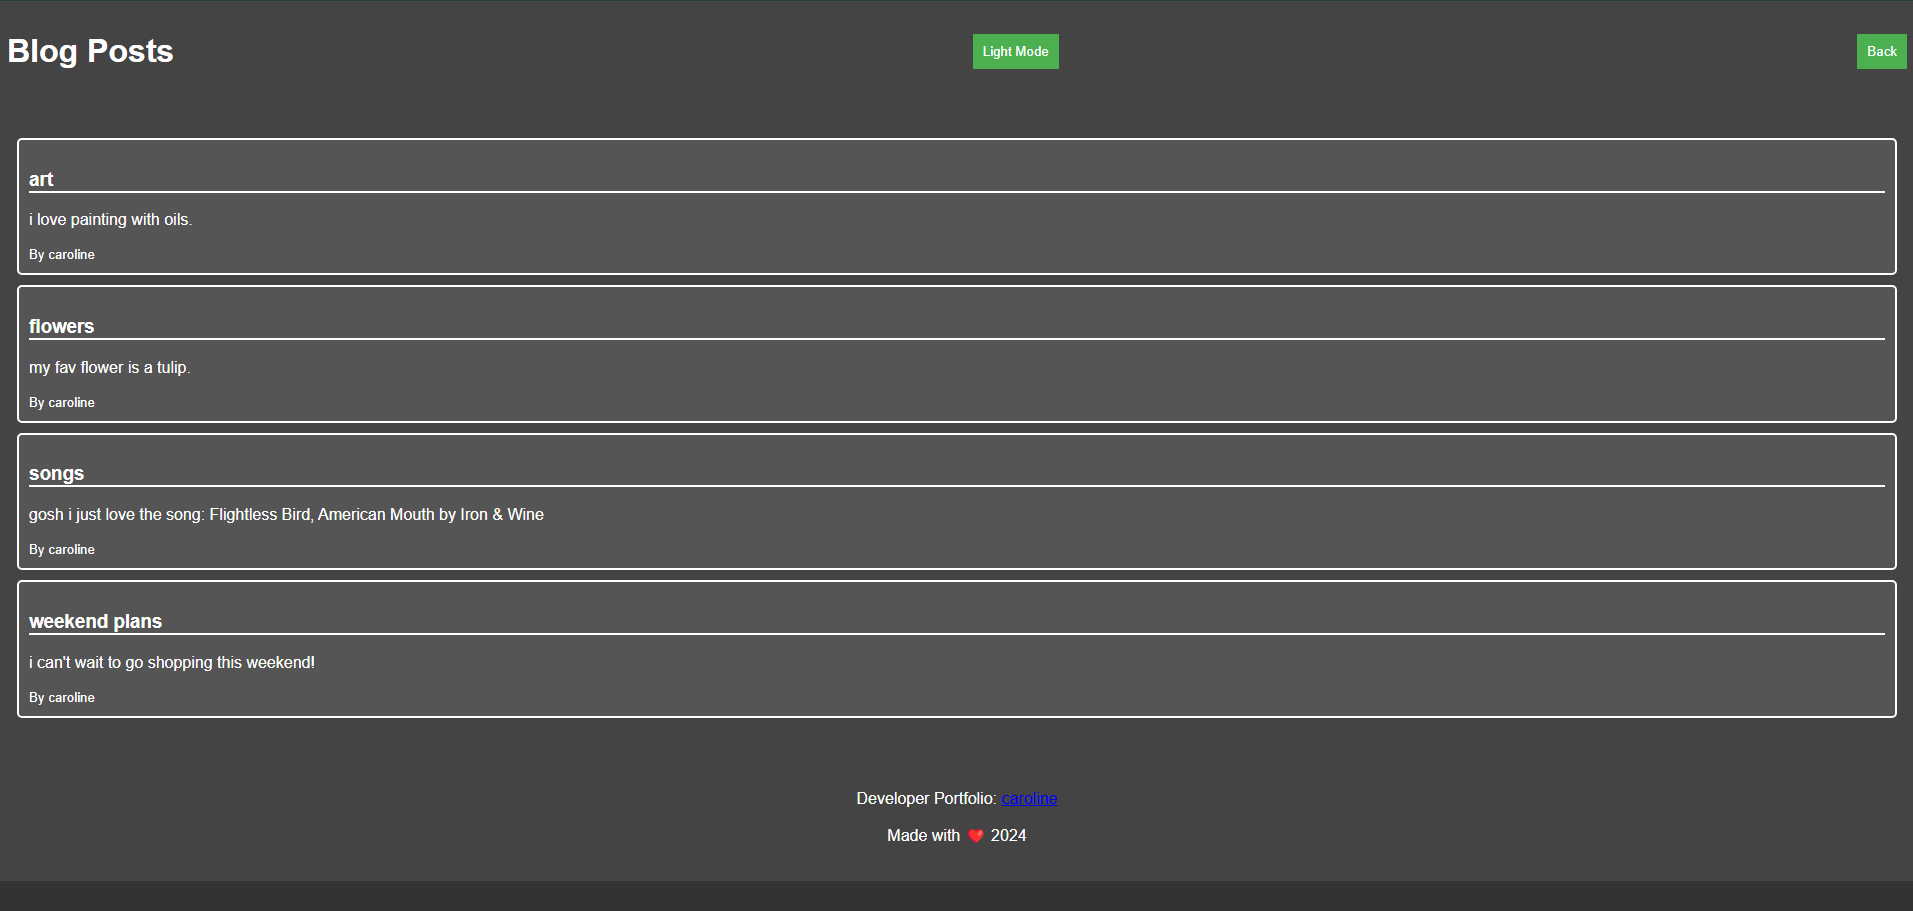 Blog Posts
Light Mode
Back
art
i love painting with oils.
By caroline
flowers
my fav flower is a tulip.
By caroline
songs
gosh i just love the song: Flightless Bird, American Mouth by Iron & Wine
By caroline
weekend plans
i can't wait to go shopping this weekend!
By caroline
Developer Portfolio: caroline
Made with ❤️ 2024